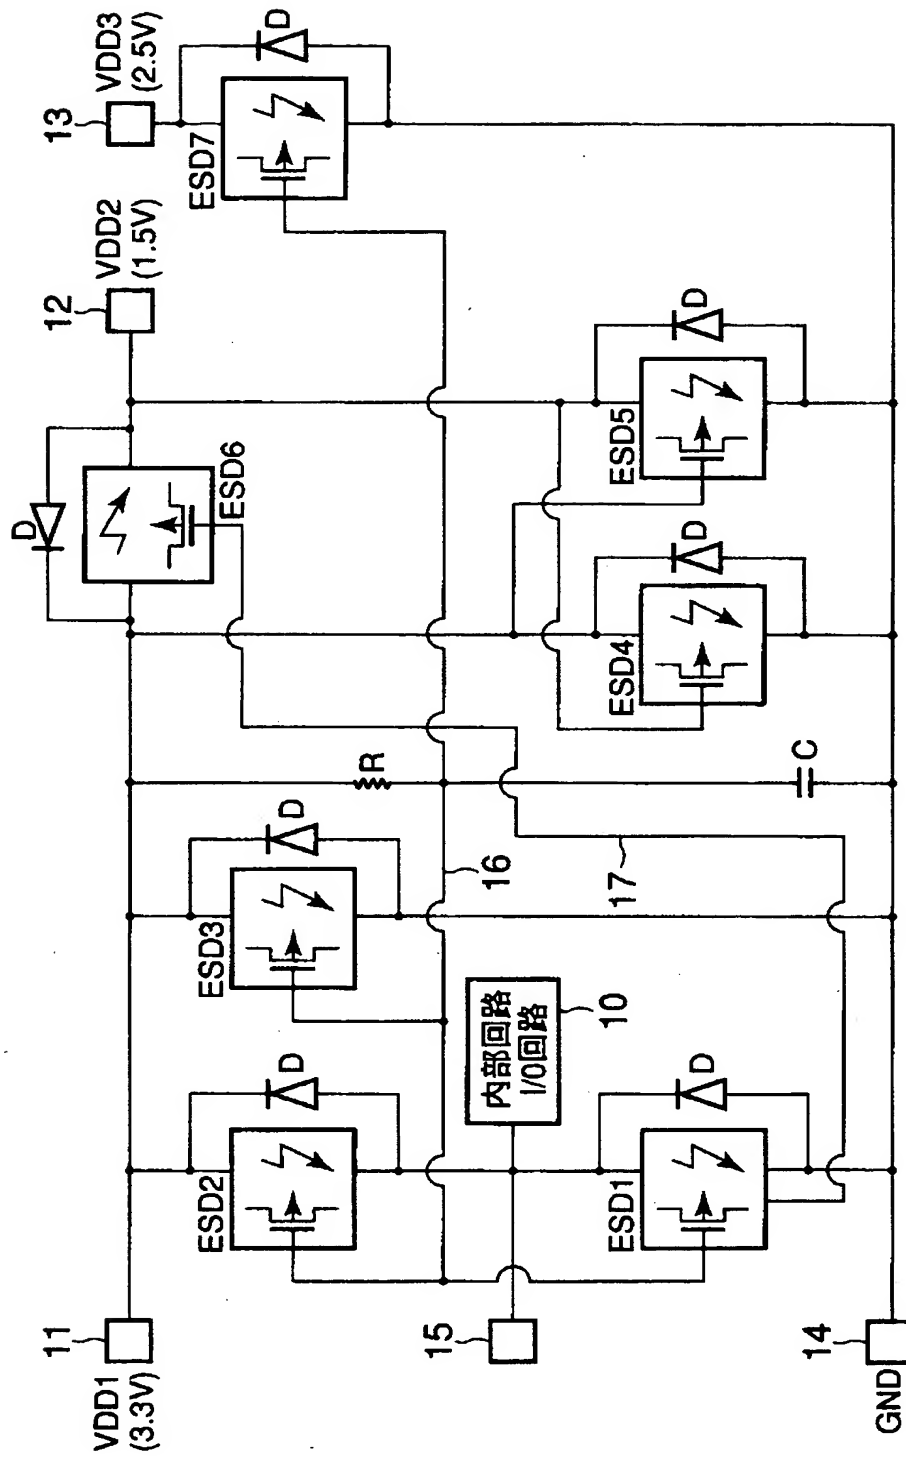 11
VDD1
(3.3V)
12
VDD2
(1.5V)
13
VDD3
(2.5V)
D
ESD6
ESD7
D
ESD2
D
ESD3
D
R
16
15
内部回路
I/O回路
10
17
C
ESD1
D
ESD4
D
ESD5
D
14
GND